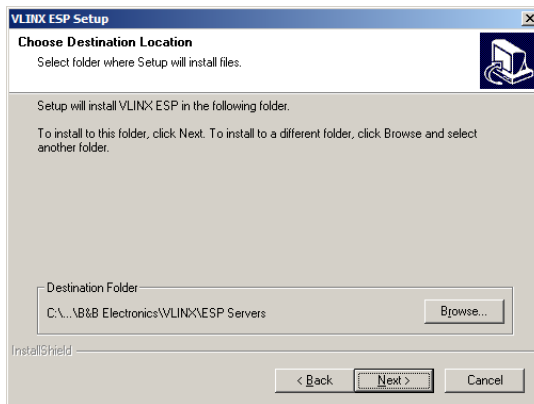 VLINX ESP Setup
Choose Destination Location
Select folder where Setup will install files.
Setup will install VLINX ESP in the following folder.
To install to this folder, click Next. To install to a different folder, click Browse and select
another folder.
Destination Folder
C:\...\B&B Electronics\VLINX\ESP Servers
Browse...
InstallShield
< Back
Next >
Cancel